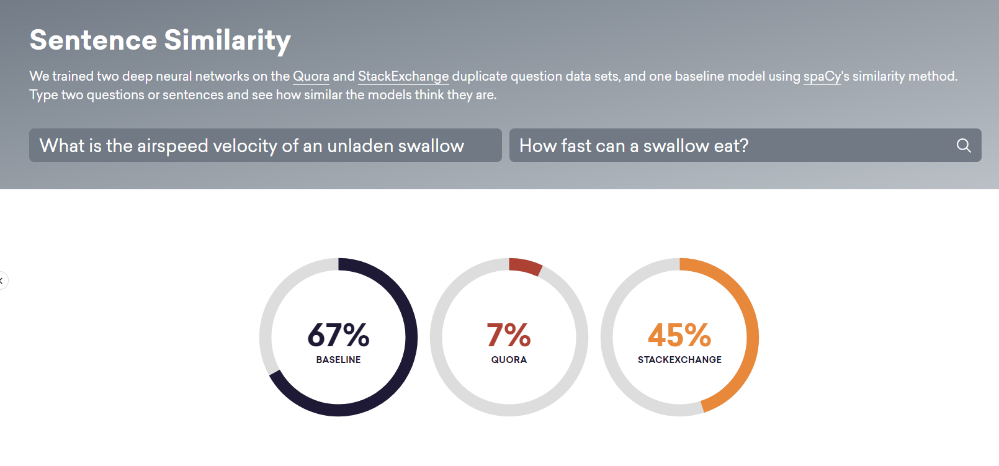 Sentence Similarity
We trained two deep neural networks on the Quora and StackExchange duplicate question data sets, and one baseline model using spaCy's similarity method.
Type two questions or sentences and see how similar the models think they are.
What is the airspeed velocity of an unladen swallow
How fast can a swallow eat?
67%
BASELINE
7%
QUORA
45%
STACKEXCHANGE